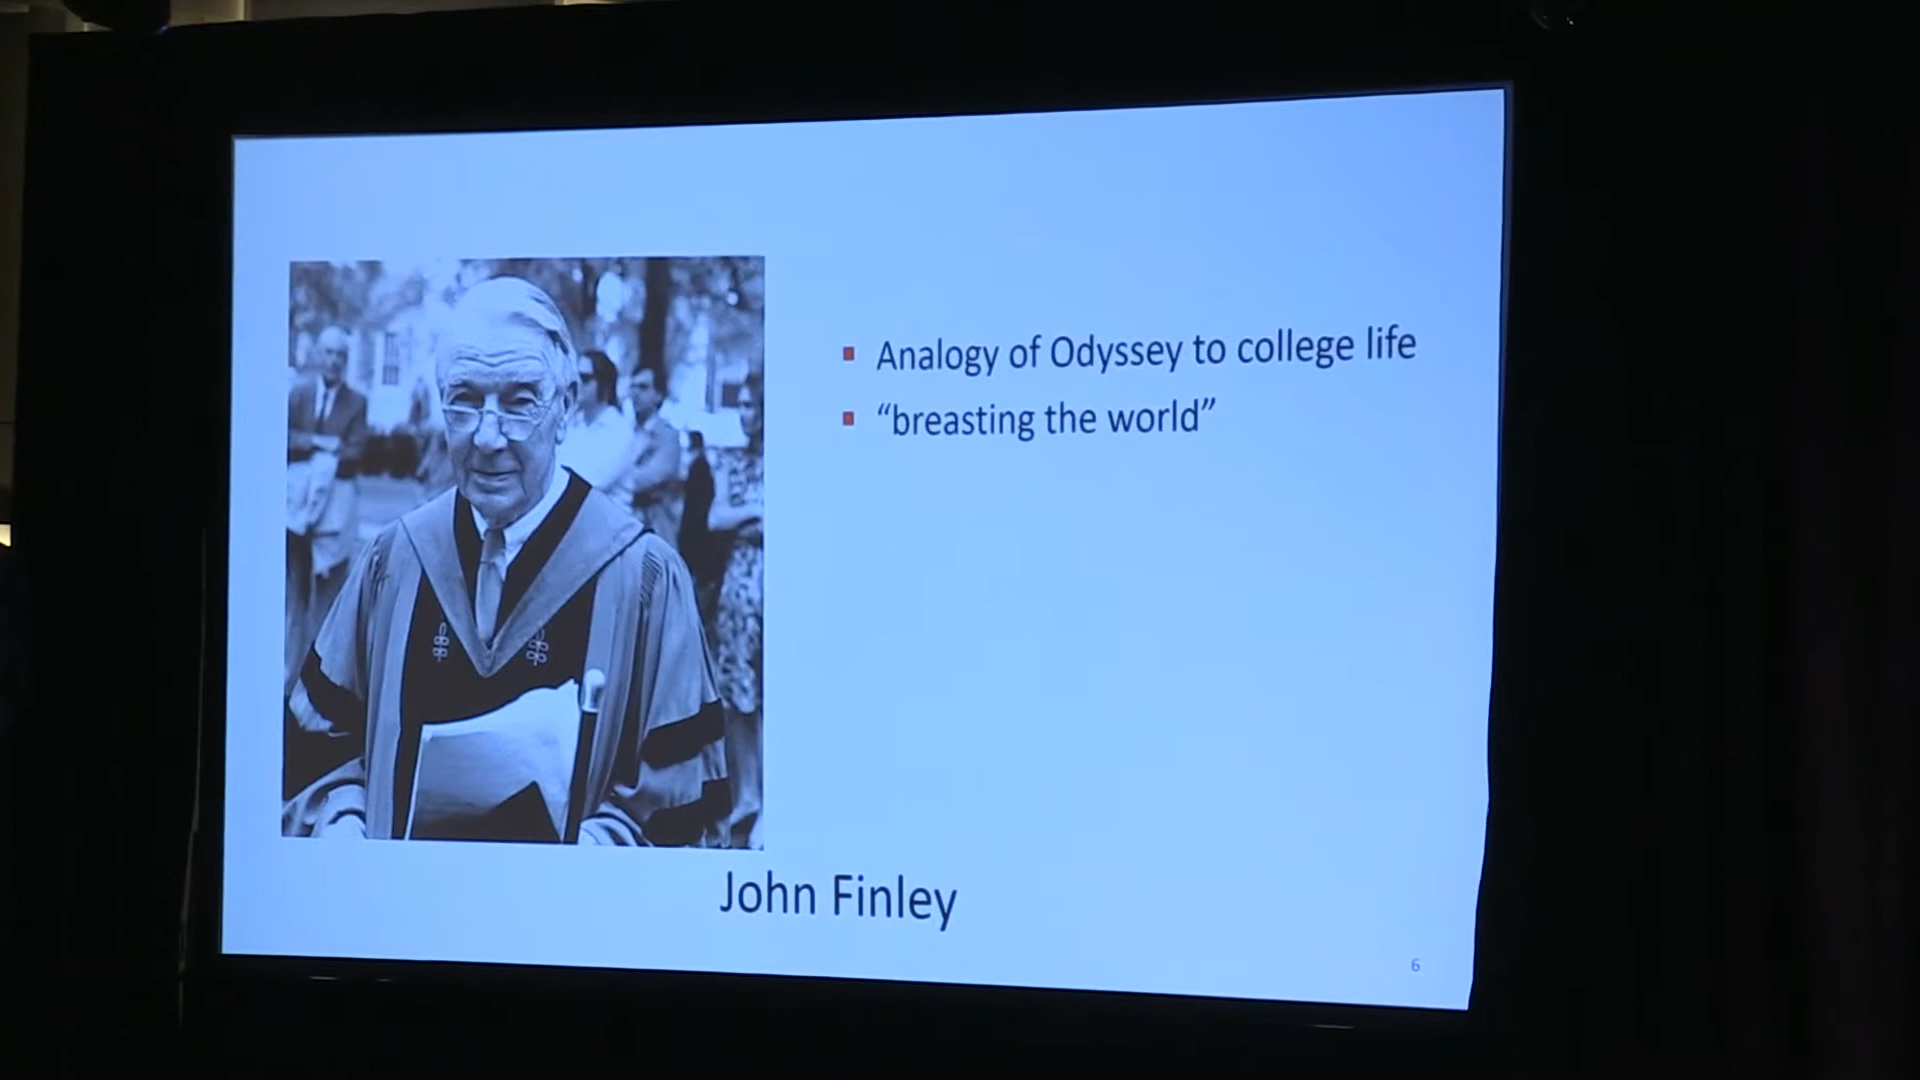 Analogy of Odyssey to college life
“breasting the world”
John Finley
6